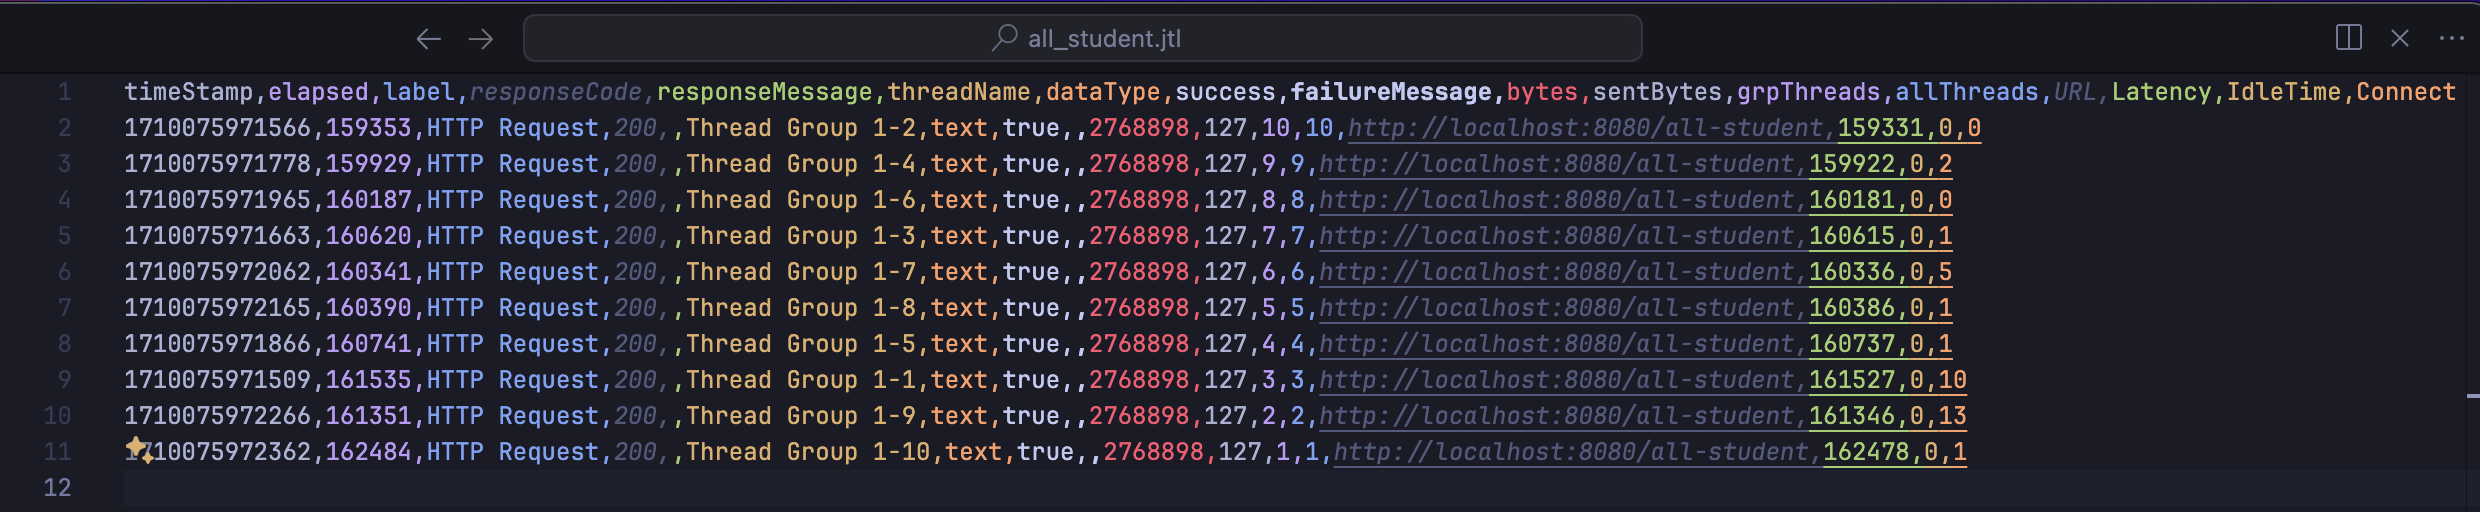 all_student.jtl
1 timeStamp,elapsed,label,responseCode,responseMessage,threadName,dataType,success,failureMessage,bytes,sentBytes,grpThreads,allThreads,URL,Latency,IdleTime,Connect
2 1710075971566,159353,HTTP Request,200,,Thread Group 1-2,text,true,,2768898,127,10,10,http://localhost:8080/all-student,159331,0,0
3 1710075971778,159929,HTTP Request,200,,Thread Group 1-4,text,true,,2768898,127,9,9,http://localhost:8080/all-student,159922,0,2
4 1710075971965,160187,HTTP Request,200,,Thread Group 1-6,text,true,,2768898,127,8,8,http://localhost:8080/all-student,160181,0,0
5 1710075971663,160620,HTTP Request,200,,Thread Group 1-3,text,true,,2768898,127,7,7,http://localhost:8080/all-student,160615,0,1
6 1710075972062,160341,HTTP Request,200,,Thread Group 1-7,text,true,,2768898,127,6,6,http://localhost:8080/all-student,160336,0,5
7 1710075972165,160390,HTTP Request,200,,Thread Group 1-8,text,true,,2768898,127,5,5,http://localhost:8080/all-student,160386,0,1
8 1710075971866,160741,HTTP Request,200,,Thread Group 1-5,text,true,,2768898,127,4,4,http://localhost:8080/all-student,160737,0,1
9 1710075971509,161535,HTTP Request,200,,Thread Group 1-1,text,true,,2768898,127,3,3,http://localhost:8080/all-student,161527,0,10
10 1710075972266,161351,HTTP Request,200,,Thread Group 1-9,text,true,,2768898,127,2,2,http://localhost:8080/all-student,161346,0,13
11 1710075972362,162484,HTTP Request,200,,Thread Group 1-10,text,true,,2768898,127,1,1,http://localhost:8080/all-student,162478,0,1
12